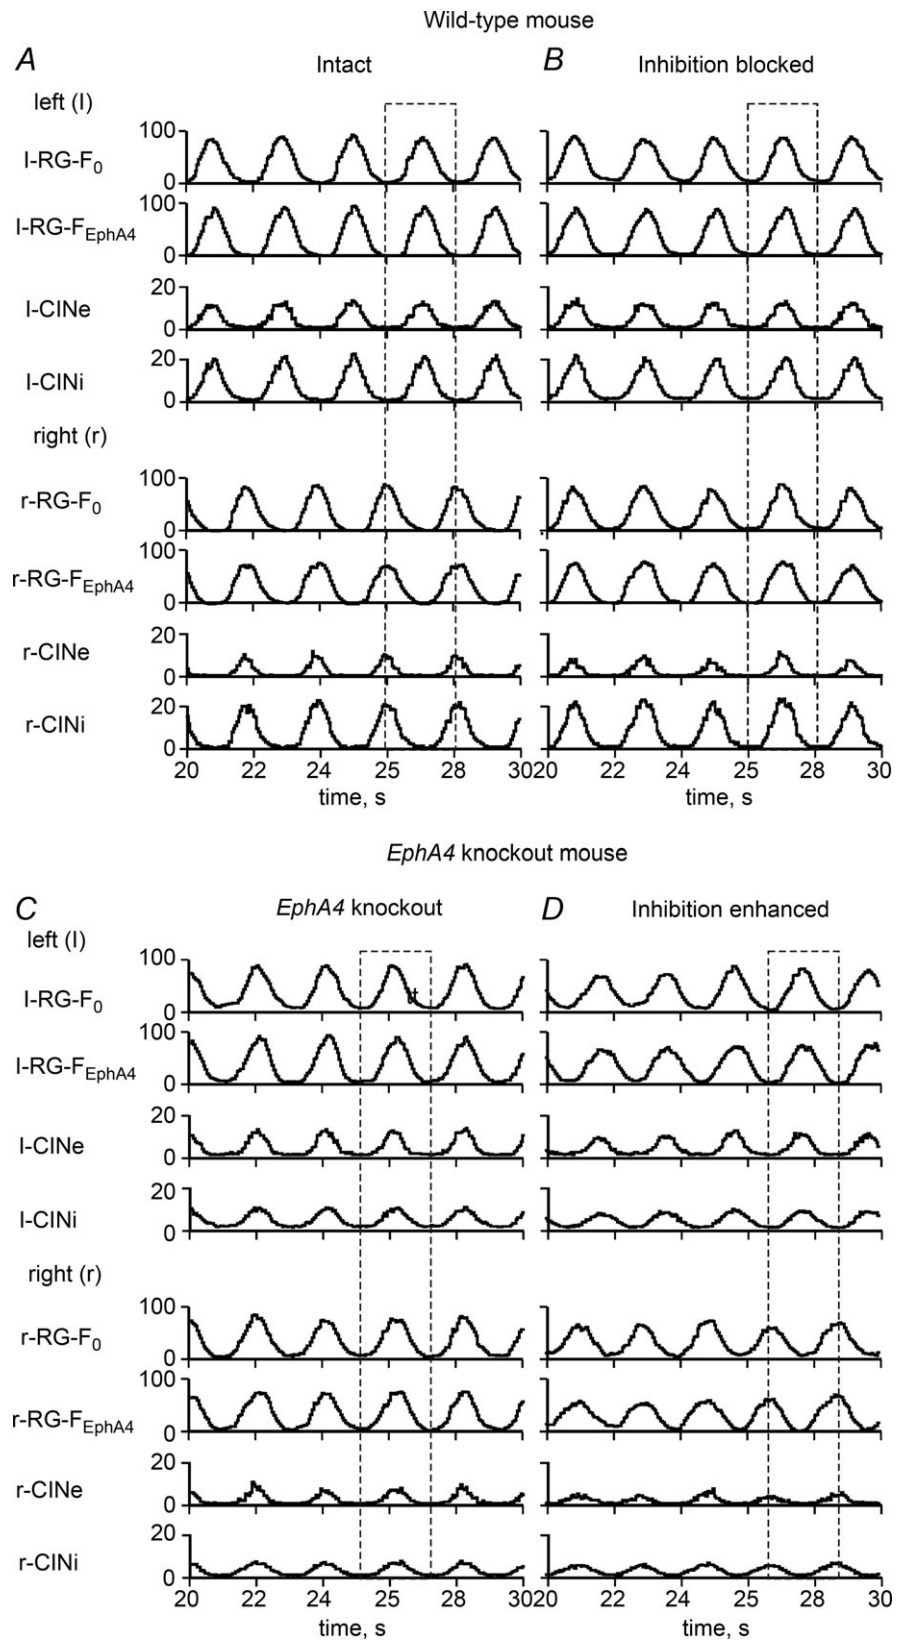 Wild-type mouse
A Intact B Inhibition blocked
left (l)
100
l-RG-F0
0
100
l-RG-FEphA4
0
20
l-CINe
0
20
l-CINi
0
right (r)
100
r-RG-F0
0
100
r-RG-FEphA4
0
20
r-CINe
0
20
r-CINi
0
20 22 24 25 28 30 20 22 24 25 28 30
time, s time, s
EphA4 knockout mouse
C EphA4 knockout D Inhibition enhanced
left (l)
100
l-RG-F0
0
100
l-RG-FEphA4
0
20
l-CINe
0
20
l-CINi
0
right (r)
100
r-RG-F0
0
100
r-RG-FEphA4
0
20
r-CINe
0
20
r-CINi
0
20 22 24 25 28 30 20 22 24 25 28 30
time, s time, s